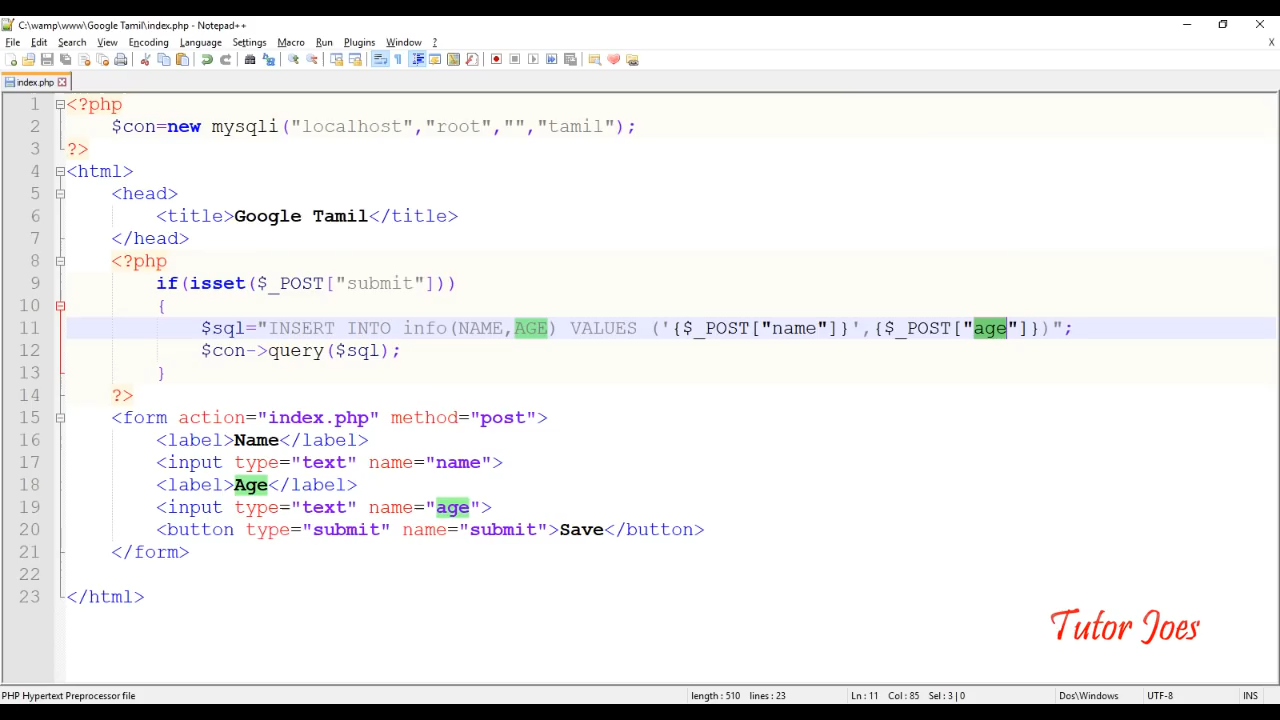 C:\wamp\www\Google Tamil\index.php - Notepad++
File Edit Search View Encoding Language Settings Macro Run Plugins Window ? X
index.php
1 <?php
2 $con=new mysqli("localhost","root","","tamil");
3 ?>
4 <html>
5 <head>
6 <title>Google Tamil</title>
7 </head>
8 <?php
9 if(isset($_POST["submit"]))
10 {
11 $sql="INSERT INTO info(NAME,AGE) VALUES ('{$_POST["name"]}',{$_POST["age"]})";
12 $con->query($sql);
13 }
14 ?>
15 <form action="index.php" method="post">
16 <label>Name</label>
17 <input type="text" name="name">
18 <label>Age</label>
19 <input type="text" name="age">
20 <button type="submit" name="submit">Save</button>
21 </form>
22
23 </html>
Tutor Joes
PHP Hypertext Preprocessor file length : 510 lines : 23 Ln : 11 Col : 85 Sel : 3 | 0 Dos\Windows UTF-8 INS